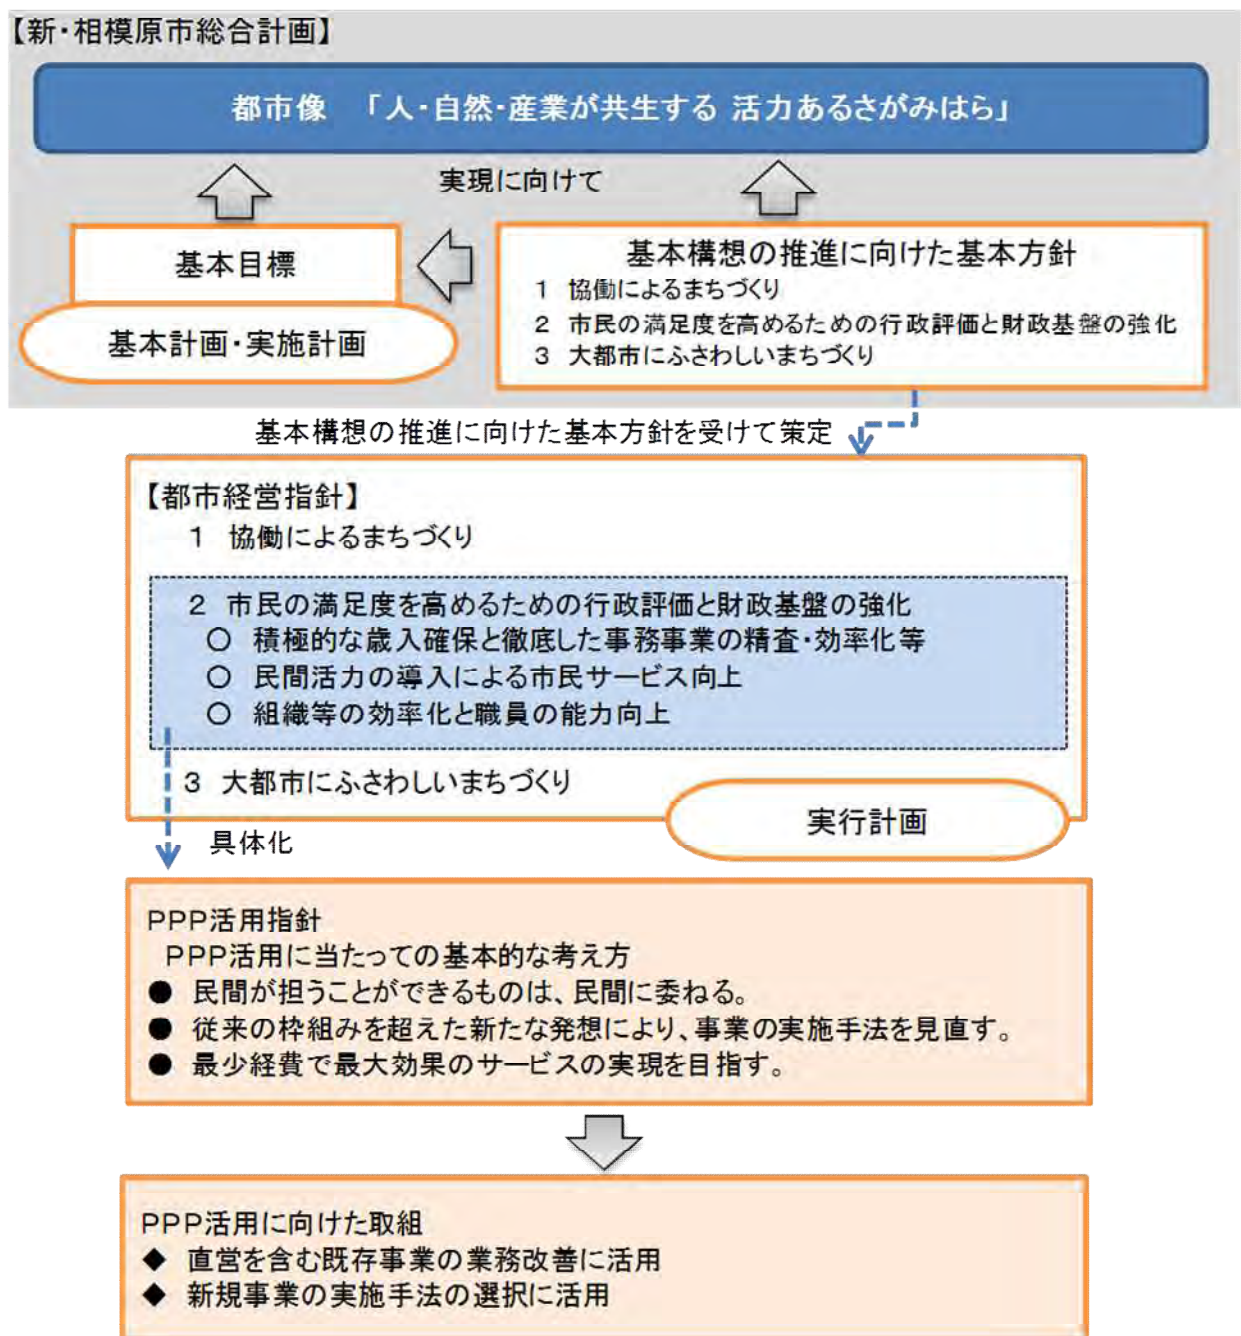 【新・相模原市総合計画】
都市像　「人・自然・産業が共生する 活力あるさがみはら」
実現に向けて
基本目標
基本計画・実施計画
基本構想の推進に向けた基本方針
１　協働によるまちづくり
２　市民の満足度を高めるための行政評価と財政基盤の強化
３　大都市にふさわしいまちづくり
基本構想の推進に向けた基本方針を受けて策定
【都市経営指針】
１　協働によるまちづくり
２　市民の満足度を高めるための行政評価と財政基盤の強化
○　積極的な歳入確保と徹底した事務事業の精査・効率化等
○　民間活力の導入による市民サービス向上
○　組織等の効率化と職員の能力向上
３　大都市にふさわしいまちづくり
実行計画
具体化
ＰＰＰ活用指針
ＰＰＰ活用に当たっての基本的な考え方
●　民間が担うことができるものは、民間に委ねる。
●　従来の枠組みを超えた新たな発想により、事業の実施手法を見直す。
●　最少経費で最大効果のサービスの実現を目指す。
ＰＰＰ活用に向けた取組
◆　直営を含む既存事業の業務改善に活用
◆　新規事業の実施手法の選択に活用